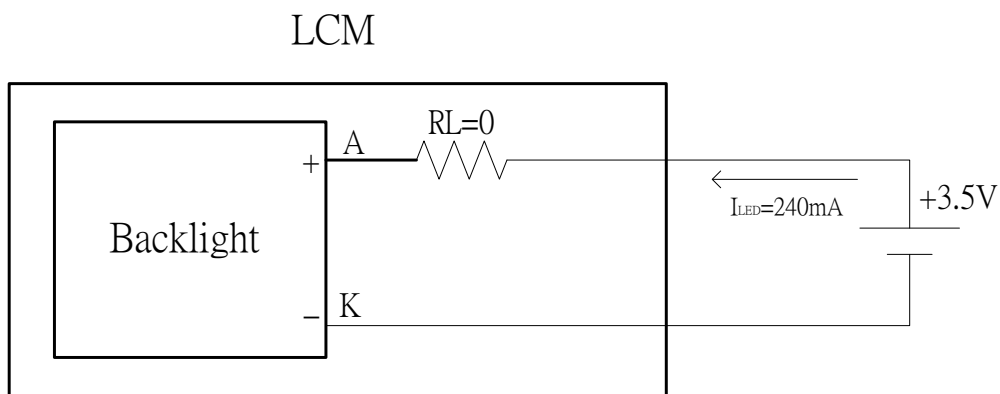 LCM
RL=0
A
+
+3.5V
ILED=240mA
Backlight
K
−